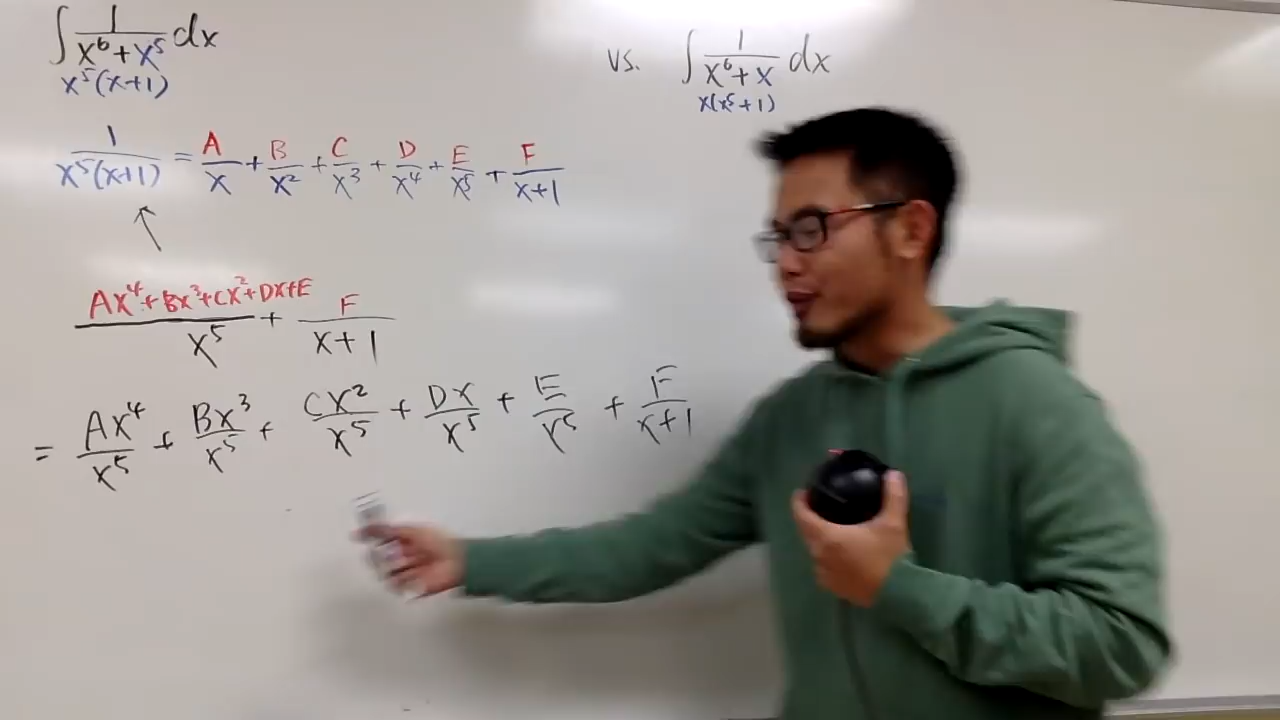 ∫ 1/(x⁶+x⁵) dx
x⁵(x+1)
vs. ∫ 1/(x⁶+x) dx
x(x⁵+1)
1/(x⁵(x+1)) = A/x + B/x² + C/x³ + D/x⁴ + E/x⁵ + F/(x+1)
(Ax⁴+Bx³+Cx²+Dx+E)/x⁵ + F/(x+1)
= Ax⁴/x⁵ + Bx³/x⁵ + Cx²/x⁵ + Dx/x⁵ + E/x⁵ + F/(x+1)